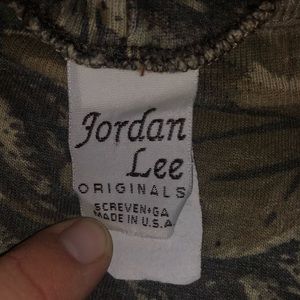 Jordan
Lee
ORIGINALS
SCREVEN•GA
MADE IN U.S.A